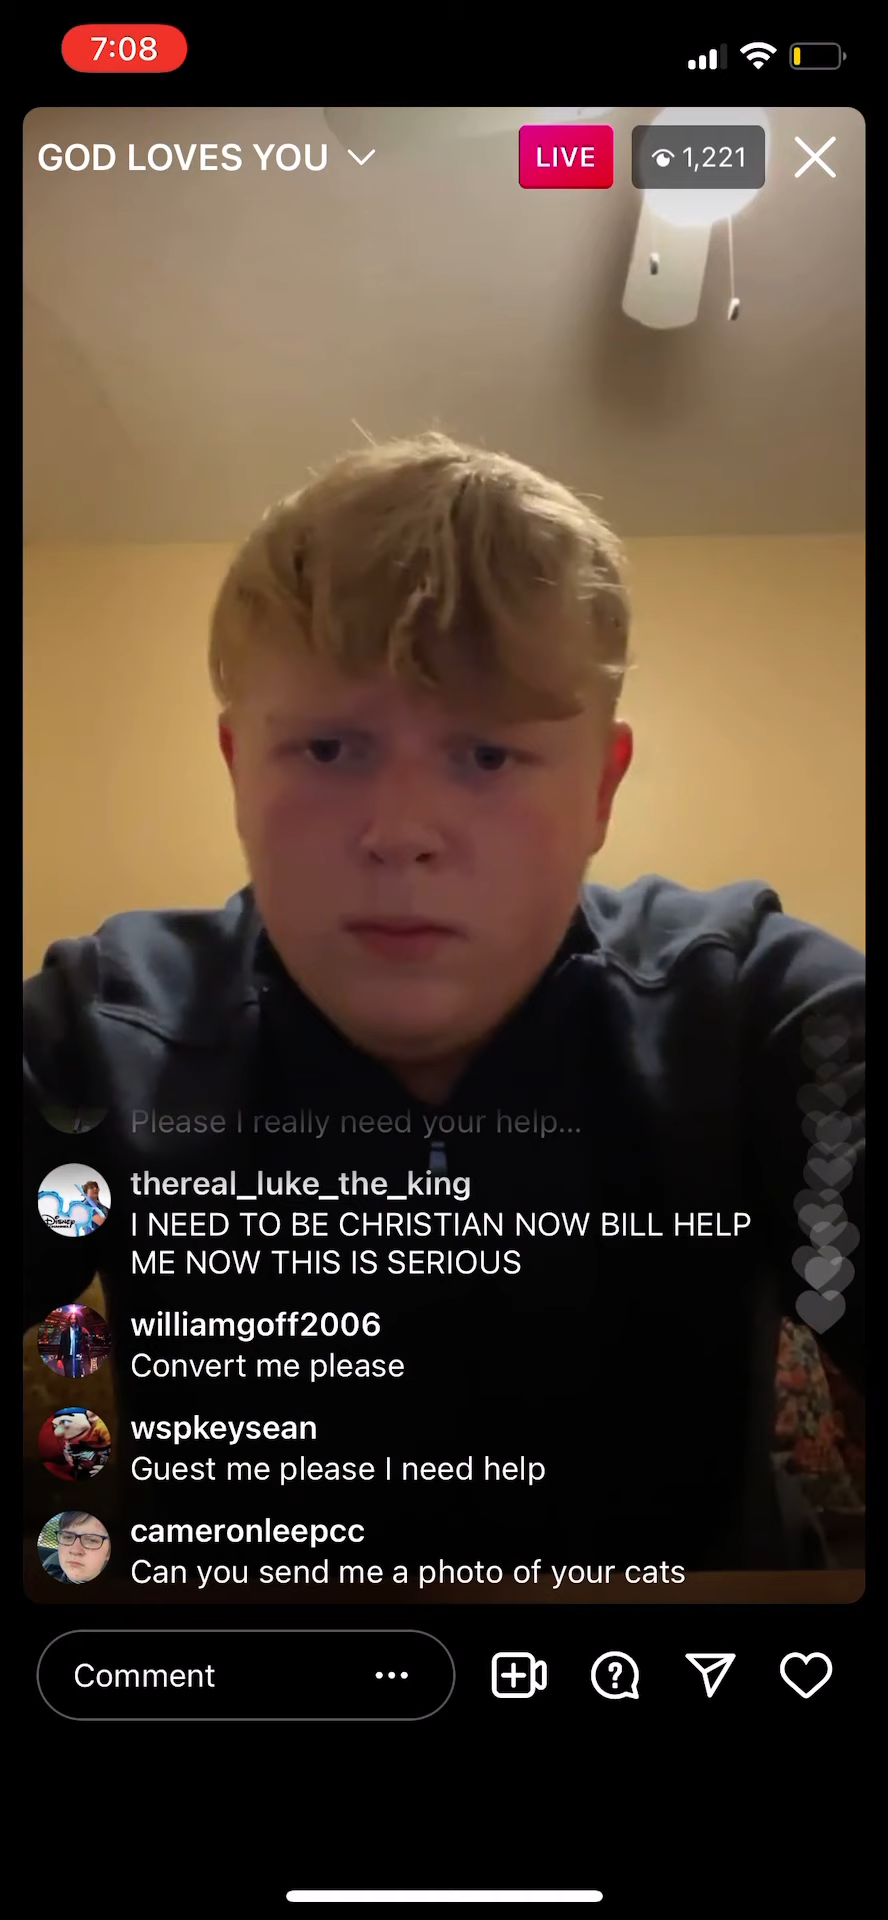 7:08
GOD LOVES YOU
LIVE
1,221
Please I really need your help...
thereal_luke_the_king
I NEED TO BE CHRISTIAN NOW BILL HELP
ME NOW THIS IS SERIOUS
williamgoff2006
Convert me please
wspkeysean
Guest me please I need help
cameronleepcc
Can you send me a photo of your cats
Comment